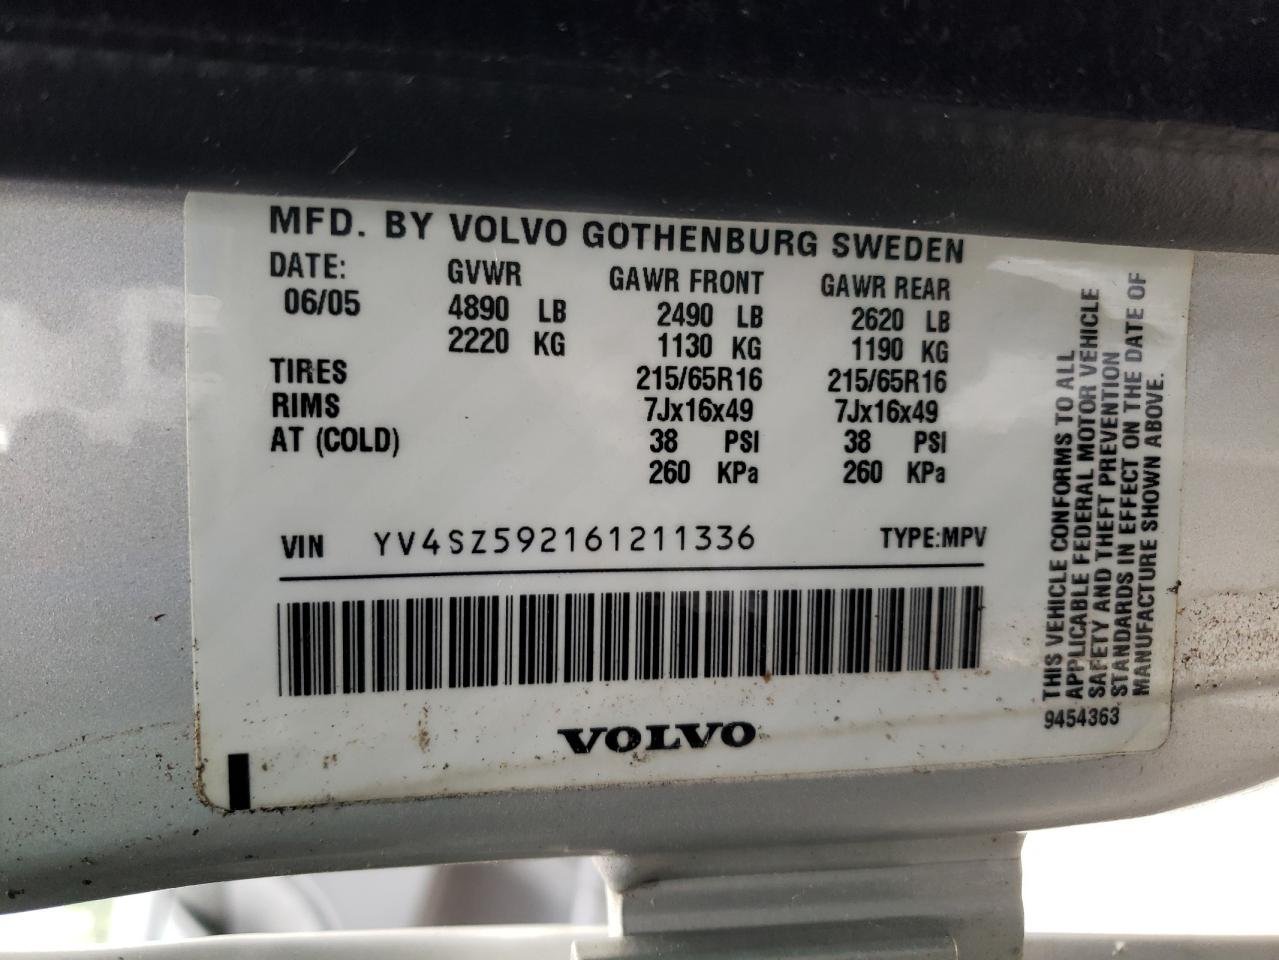 MFD. BY VOLVO GOTHENBURG SWEDEN
DATE: GVWR GAWR FRONT GAWR REAR
06/05 4890 LB 2490 LB 2620 LB
2220 KG 1130 KG 1190 KG
TIRES 215/65R16 215/65R16
RIMS 7Jx16x49 7Jx16x49
AT (COLD) 38 PSI 38 PSI
260 KPa 260 KPa
VIN YV4SZ592161211336 TYPE:MPV
VOLVO
THIS VEHICLE CONFORMS TO ALL
APPLICABLE FEDERAL MOTOR VEHICLE
SAFETY AND THEFT PREVENTION
STANDARDS IN EFFECT ON THE DATE OF
MANUFACTURE SHOWN ABOVE.
9454363